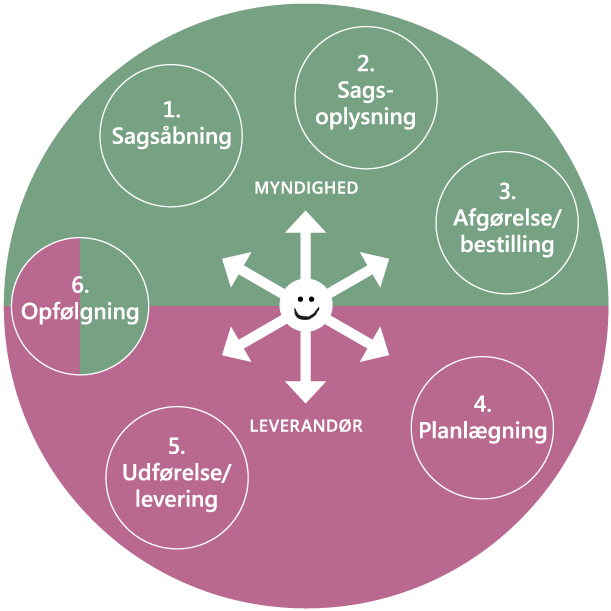 1.
Sagsåbning
2.
Sags-
oplysning
3.
Afgørelse/
bestilling
MYNDIGHED
6.
Opfølgning
LEVERANDØR
4.
Planlægning
5.
Udførelse/
levering